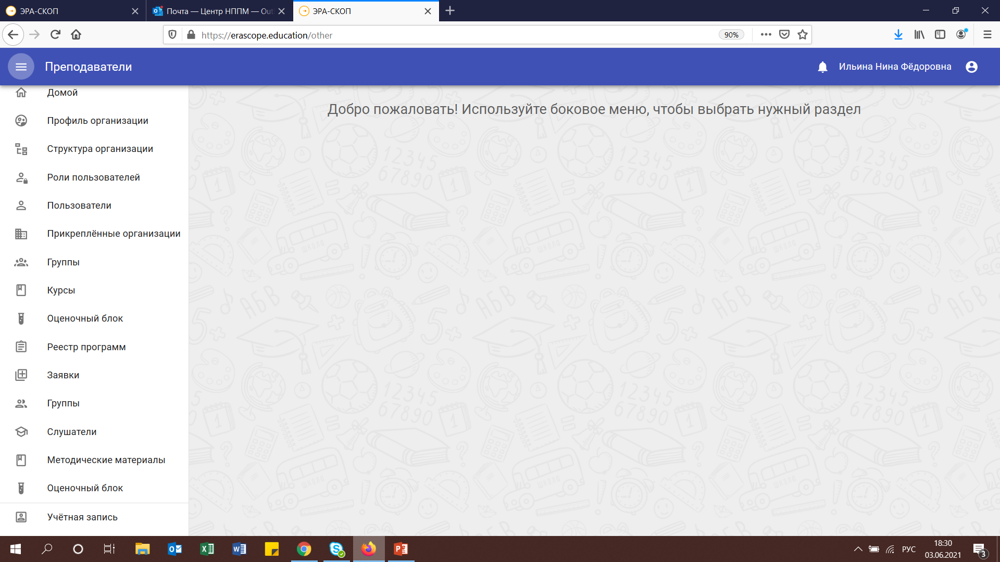 ЭРА-СКОП
Почта — Центр НППМ — Out
ЭРА-СКОП
https://erascope.education/other
90%
Преподаватели
Ильина Нина Фёдоровна
Домой
Добро пожаловать! Используйте боковое меню, чтобы выбрать нужный раздел
Профиль организации
Структура организации
Роли пользователей
Пользователи
Прикреплённые организации
Группы
Курсы
Оценочный блок
Реестр программ
Заявки
Группы
Слушатели
Методические материалы
Оценочный блок
Учётная запись
РУС
18:30
03.06.2021
3